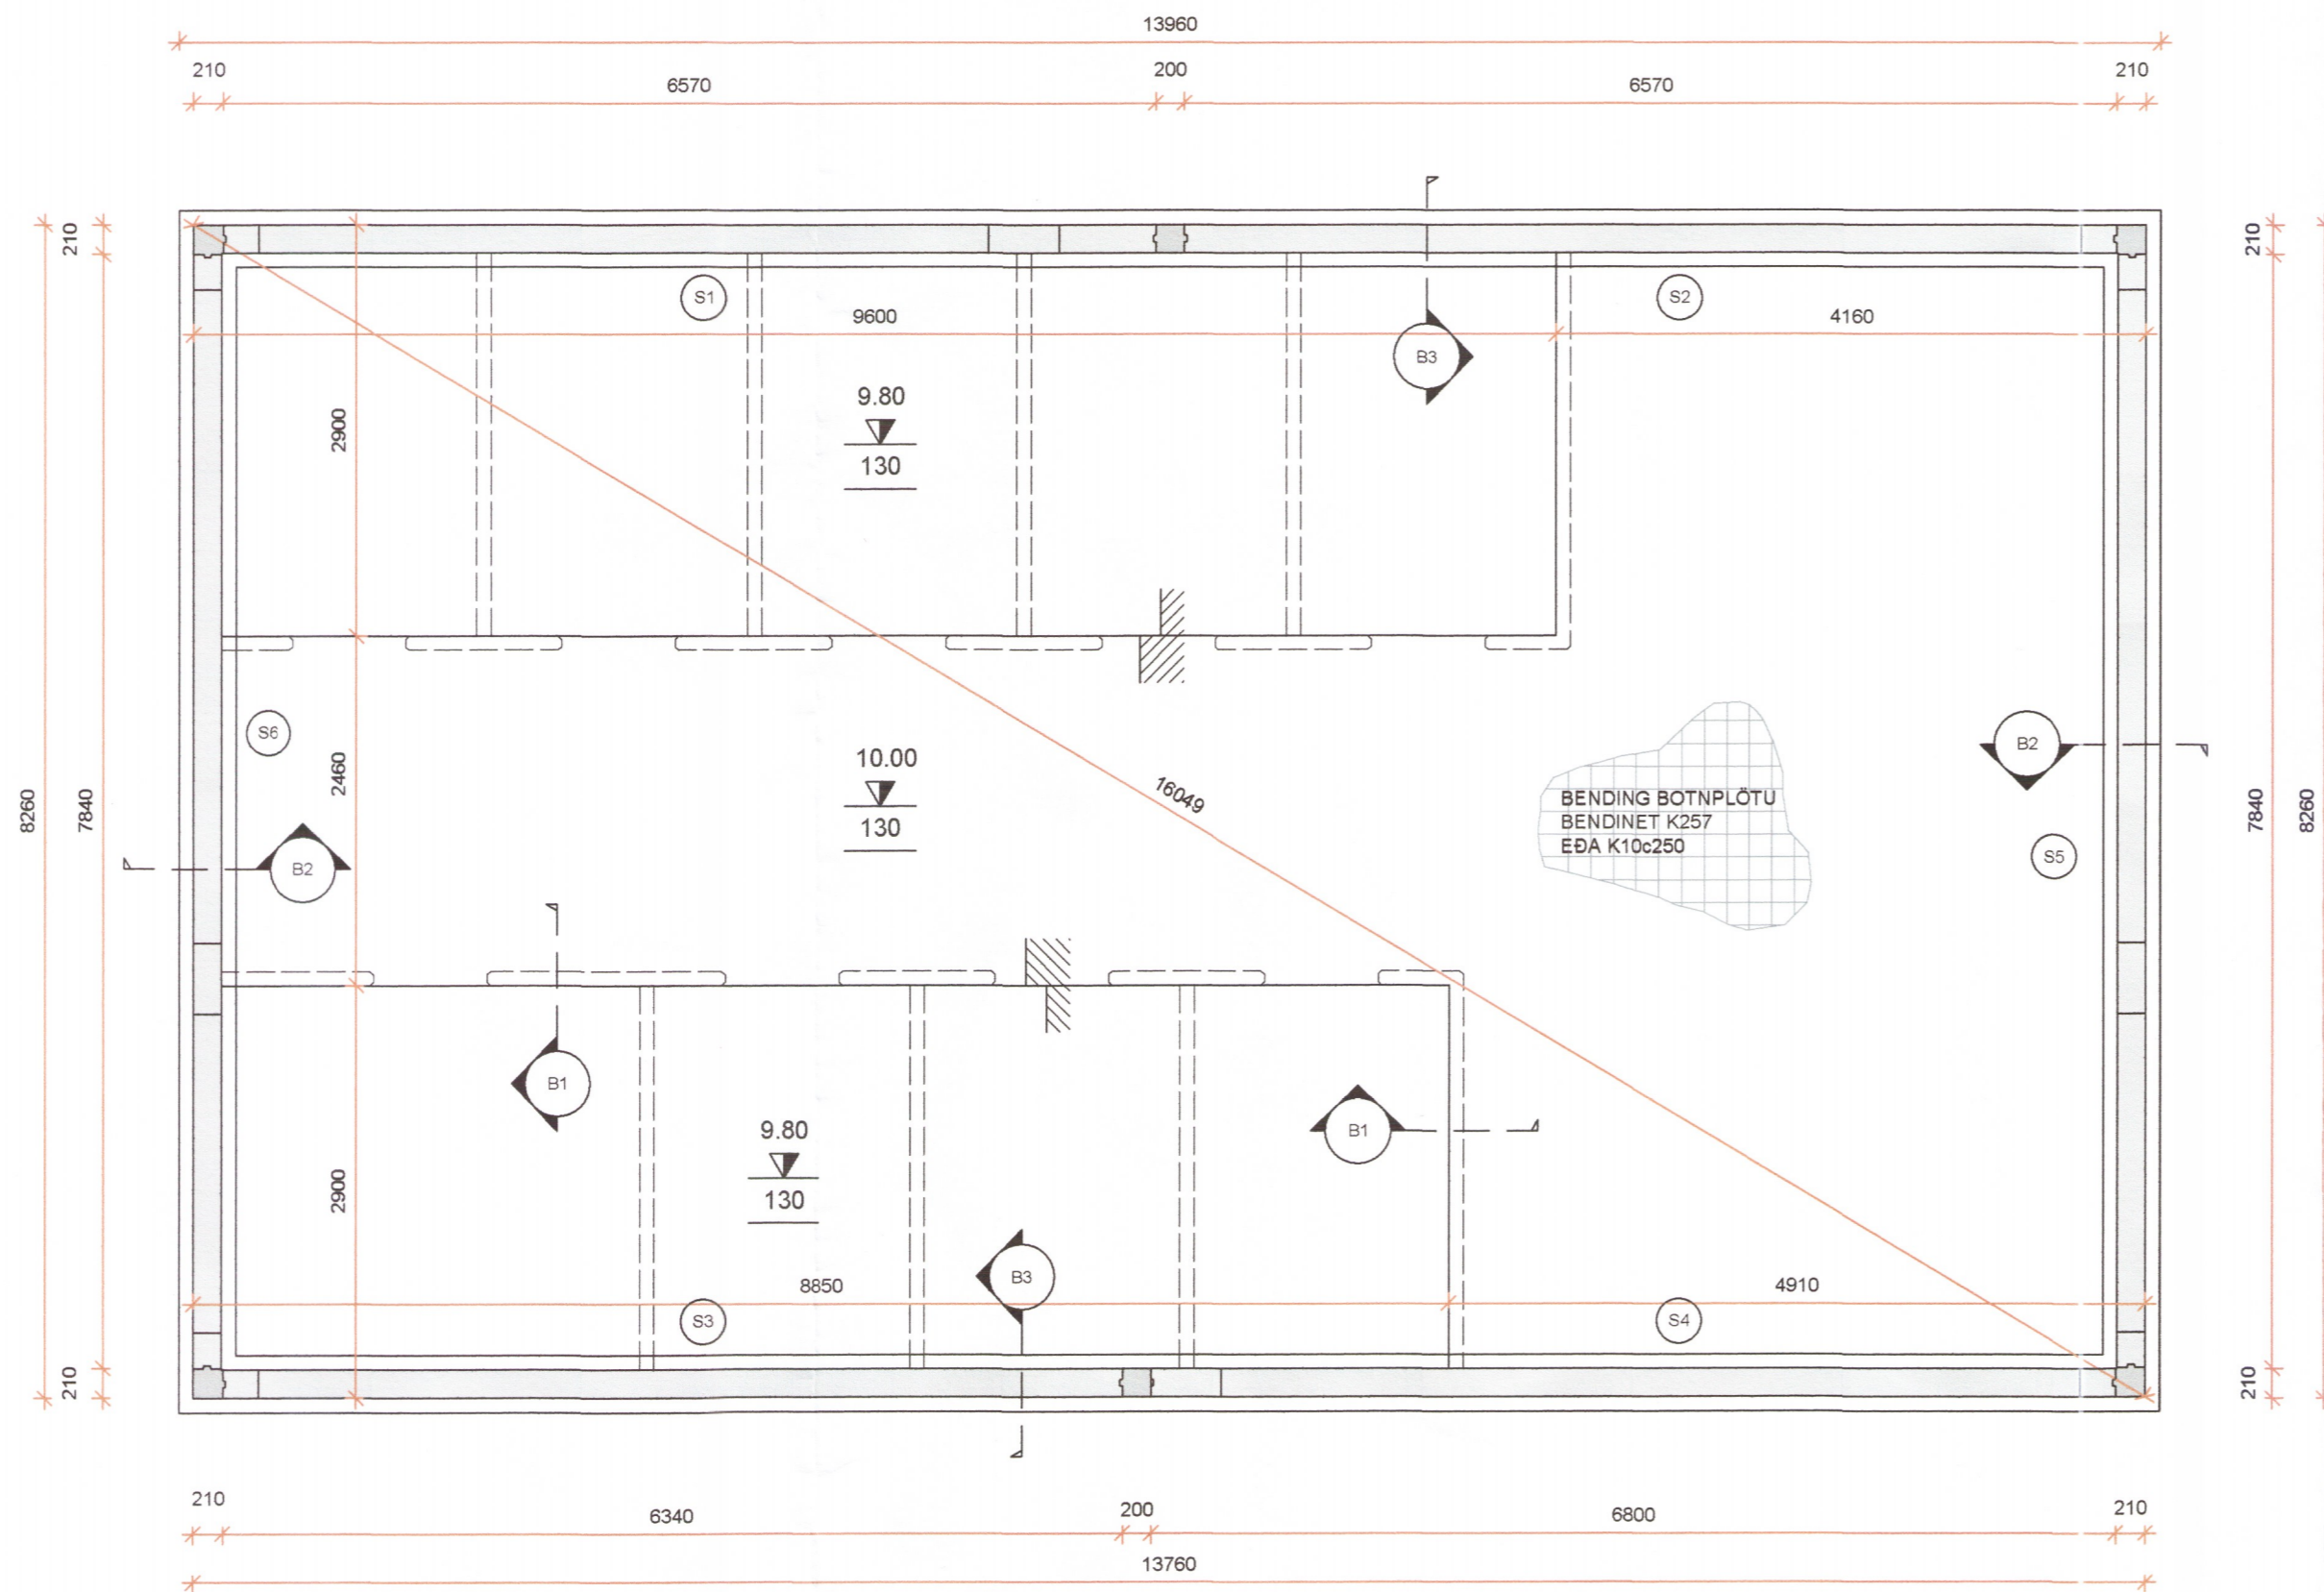 13960
210
6570
200
6570
210
210
210
S1
S2
9600
4160
B3
9.80
130
2900
S6
2460
10.00
130
16049
8260
7840
7840
8260
B2
B2
BENDING BOTNPLÖTU
BENDINET K257
EÐA K10c250
S5
B1
B1
9.80
130
2900
B3
8850
4910
S3
S4
210
210
210
6340
200
6800
210
13760